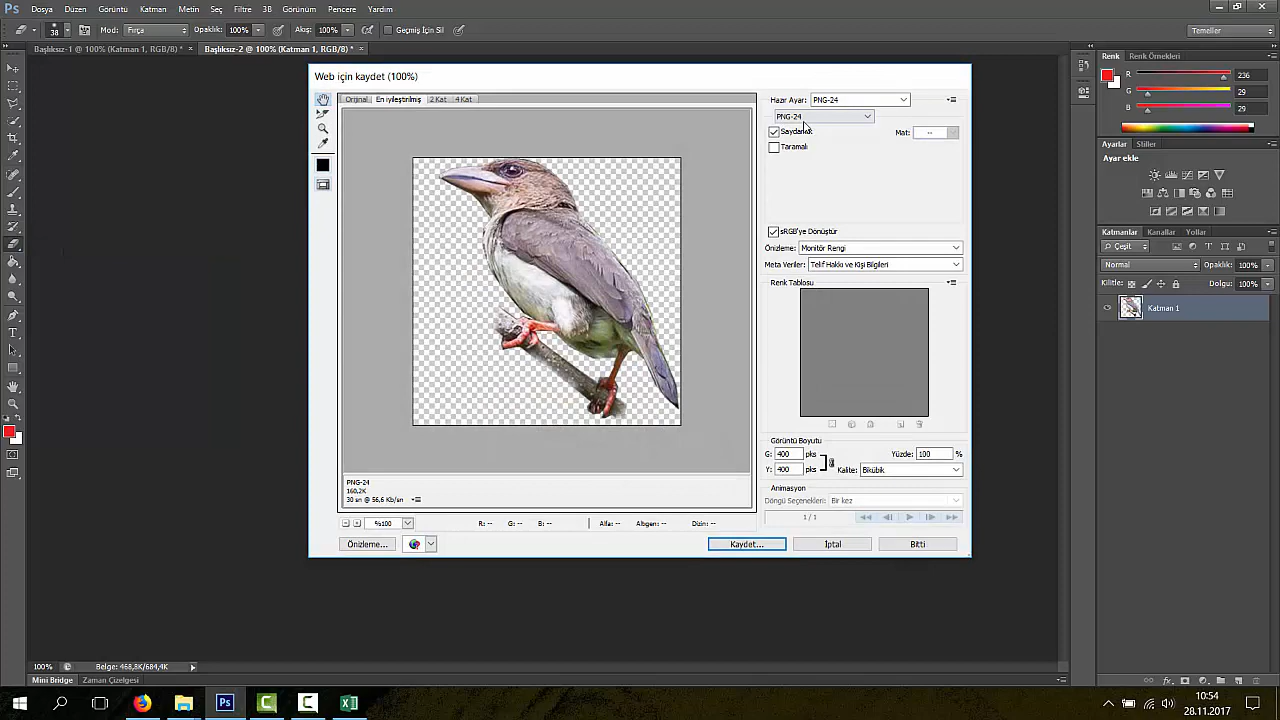 Ps Dosya Düzen Görüntü Katman Metin Seç Filtre 3B Görünüm Pencere Yardım
38 Mod: Fırça Opaklık: 100% Akış: 100% Geçmiş İçin Sil Temeller
Başlıksız-1 @ 100% (Katman 1, RGB/8) * × Başlıksız-2 @ 100% (Katman 1, RGB/8) * ×
Web için kaydet (100%)
Orijinal En iyileştirilmiş 2 Kat 4 Kat
Hazır Ayar: PNG-24
PNG-24
Saydamlık Mat: --
Taramalı
sRGB'ye Dönüştür
Önizleme: Monitör Rengi
Meta Veriler: Telif Hakkı ve Kişi Bilgileri
Renk Tablosu
Görüntü Boyutu
G: 400 pks Yüzde: 100 %
Y: 400 pks Kalite: Bikübik
Animasyon
Döngü Seçenekleri: Bir kez
1 / 1
PNG-24
160,2K
30 sn @ 56,6 Kb/sn
%100 R: -- G: -- B: -- Alfa: -- Altıgen: -- Dizin: --
Önizleme... Kaydet... İptal Bitti
Renk Renk Örnekleri
R 236
G 29
B 29
Ayarlar Stiller
Ayar ekle
Katmanlar Kanallar Yollar
Çeşit
Normal Opaklık: 100%
Kilitle: Dolgu: 100%
Katman 1
100% Belge: 468,8K/684,4K
Mini Bridge Zaman Çizelgesi
Ps
10:54
28.11.2017